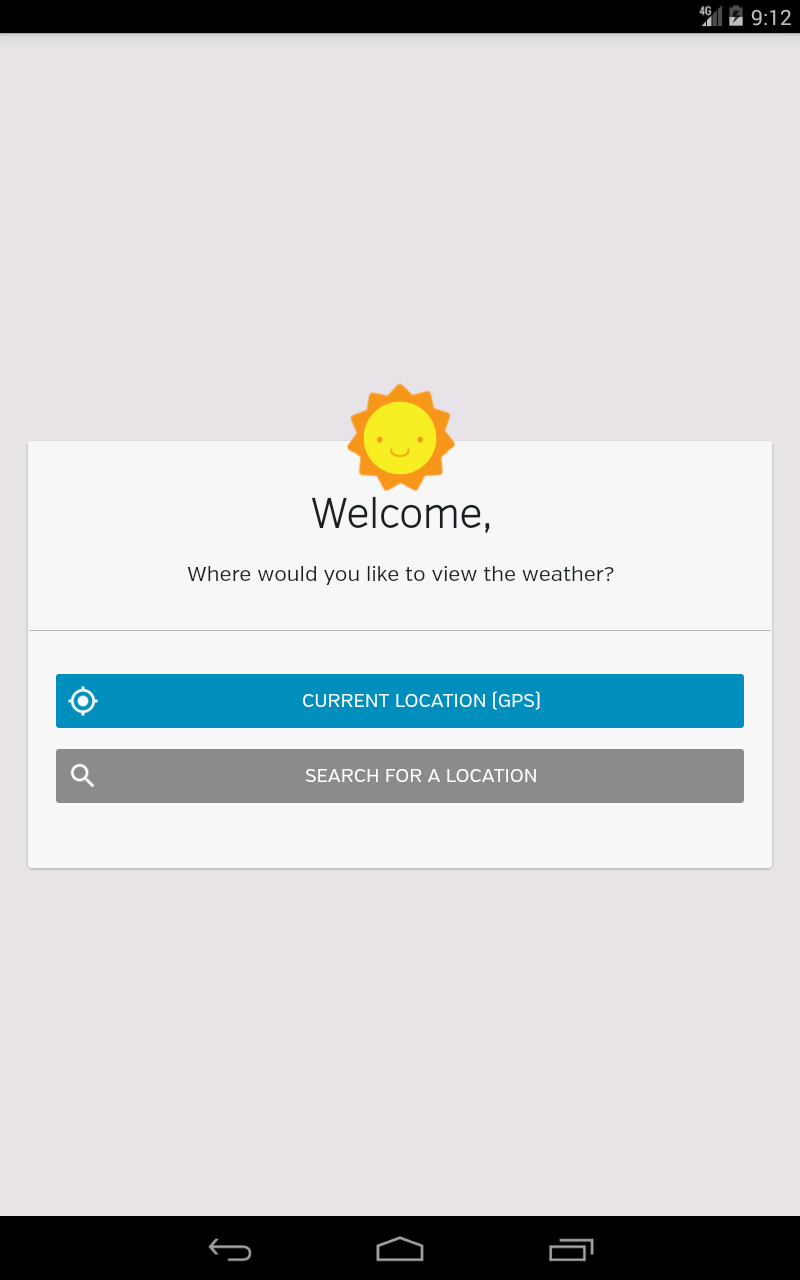 4G 9:12
Welcome,
Where would you like to view the weather?
CURRENT LOCATION (GPS)
SEARCH FOR A LOCATION